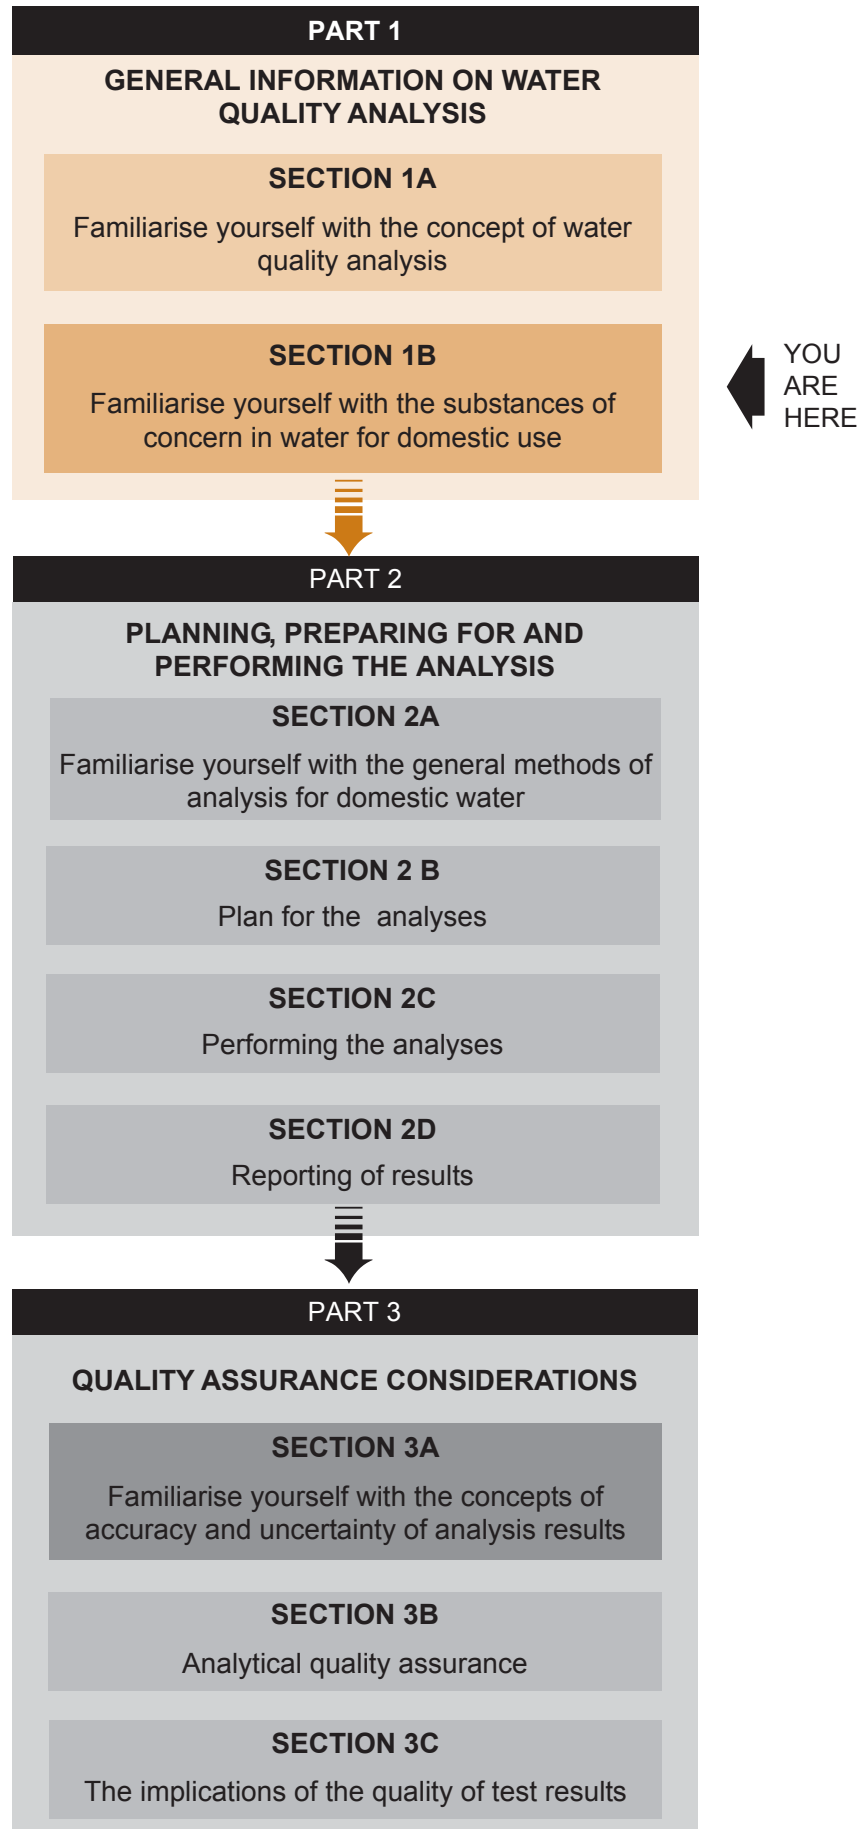 PART 1
GENERAL INFORMATION ON WATER
QUALITY ANALYSIS
SECTION 1A
Familiarise yourself with the concept of water
quality analysis
SECTION 1B
Familiarise yourself with the substances of
concern in water for domestic use
YOU
ARE
HERE
PART 2
PLANNING, PREPARING FOR AND
PERFORMING THE ANALYSIS
SECTION 2A
Familiarise yourself with the general methods of
analysis for domestic water
SECTION 2 B
Plan for the  analyses
SECTION 2C
Performing the analyses
SECTION 2D
Reporting of results
PART 3
QUALITY ASSURANCE CONSIDERATIONS
SECTION 3A
Familiarise yourself with the concepts of
accuracy and uncertainty of analysis results
SECTION 3B
Analytical quality assurance
SECTION 3C
The implications of the quality of test results